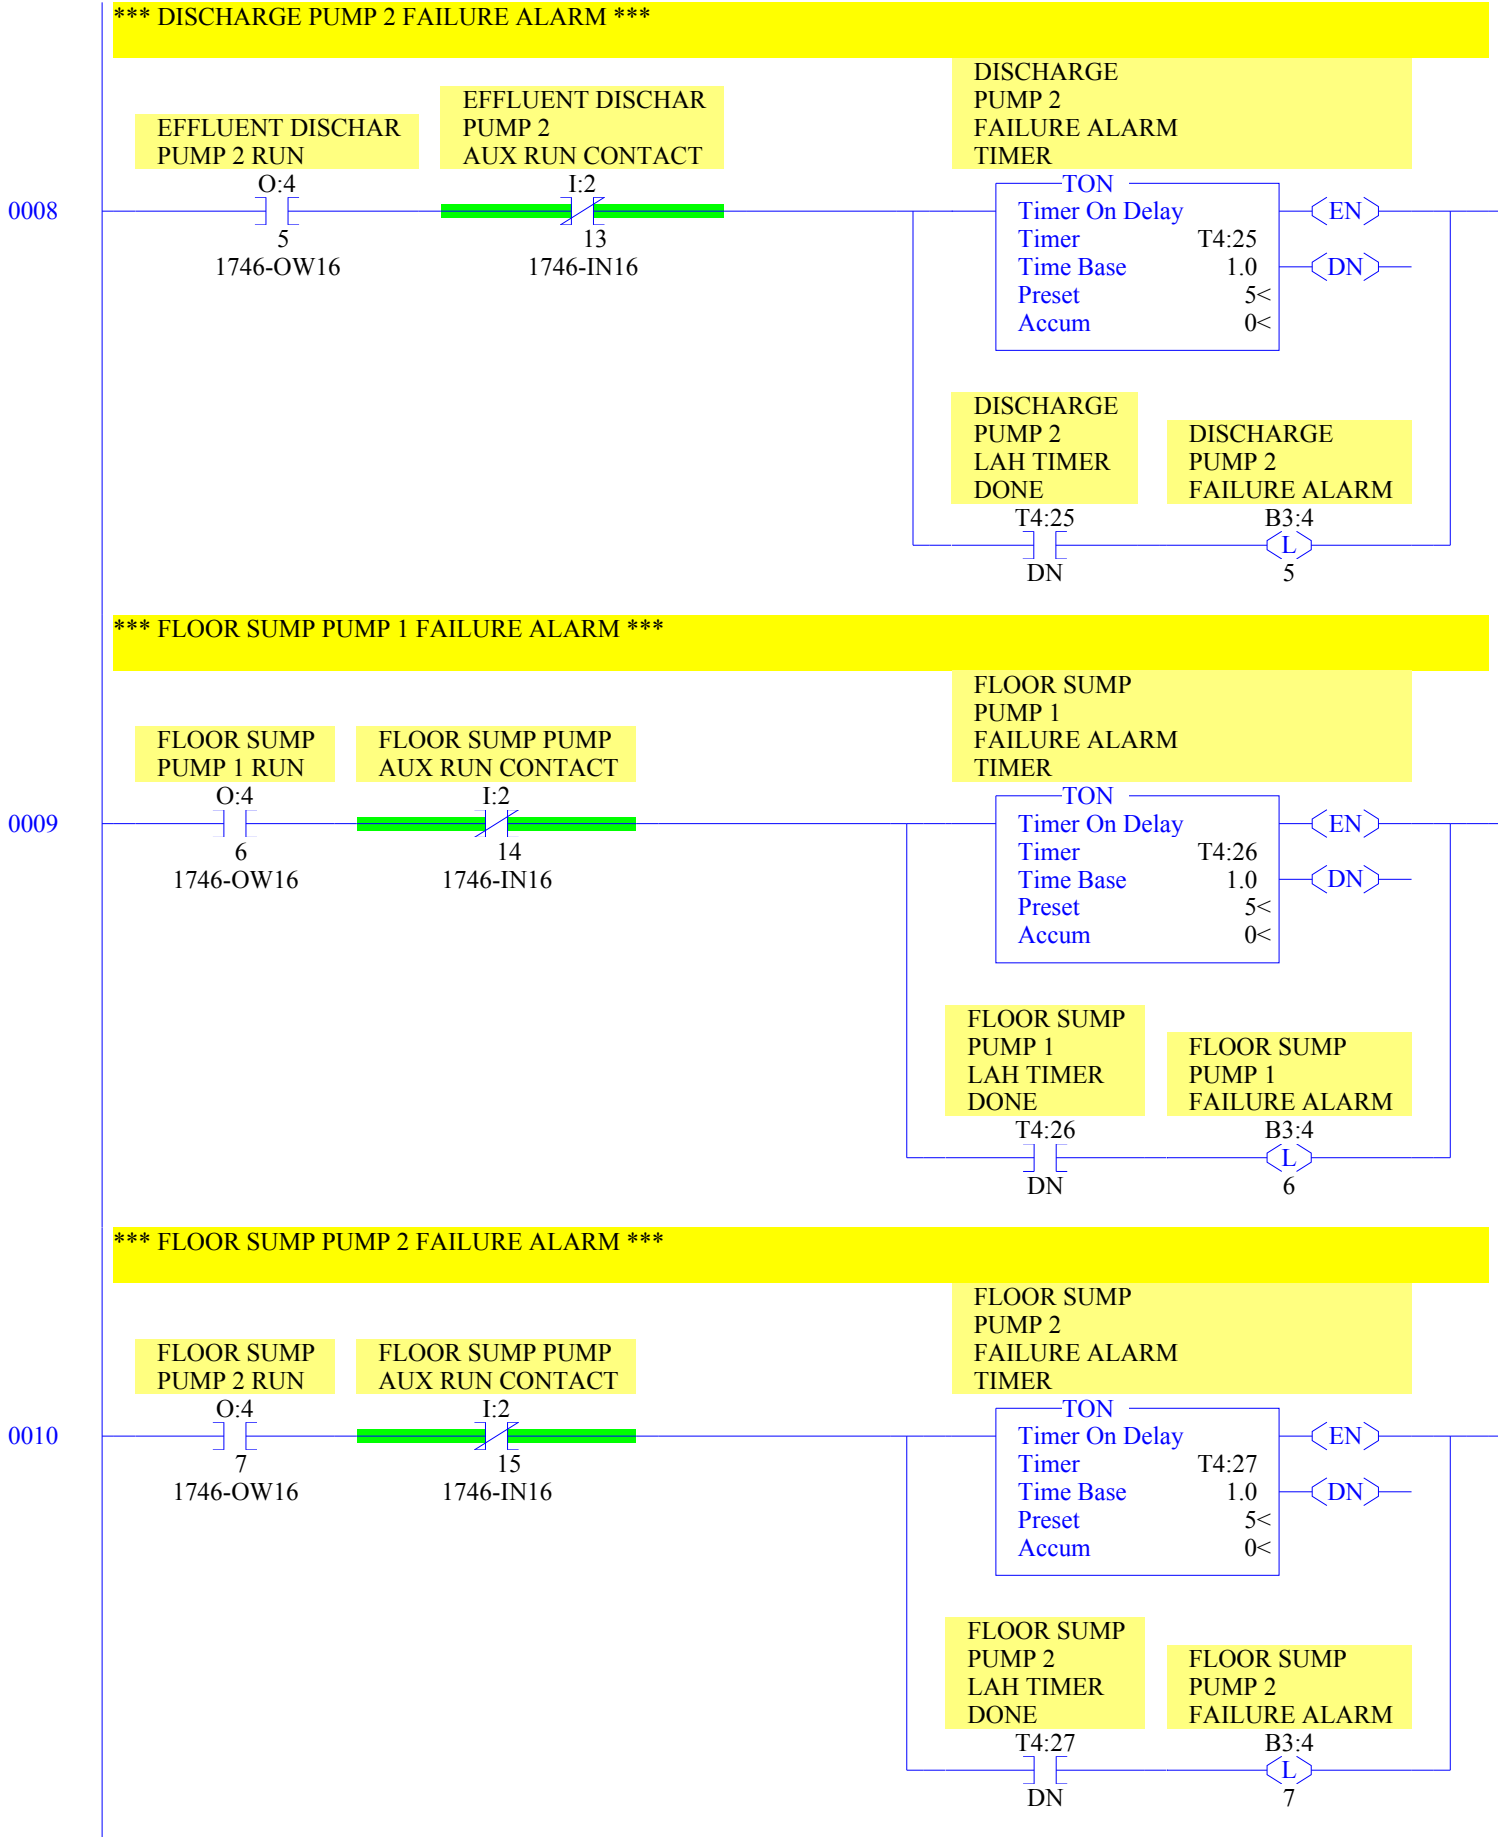 *** DISCHARGE PUMP 2 FAILURE ALARM ***
DISCHARGE
PUMP 2
FAILURE ALARM
TIMER
EFFLUENT DISCHAR
PUMP 2
AUX RUN CONTACT
EFFLUENT DISCHAR
PUMP 2 RUN
O:4
I:2
TON
0008
Timer On Delay
EN
5
13
Timer T4:25
1746-OW16
1746-IN16
Time Base 1.0
DN
Preset 5<
Accum 0<
DISCHARGE
PUMP 2
LAH TIMER
DONE
DISCHARGE
PUMP 2
FAILURE ALARM
T4:25
B3:4
L
DN
5
*** FLOOR SUMP PUMP 1 FAILURE ALARM ***
FLOOR SUMP
PUMP 1
FAILURE ALARM
TIMER
FLOOR SUMP
PUMP 1 RUN
FLOOR SUMP PUMP
AUX RUN CONTACT
O:4
I:2
TON
0009
Timer On Delay
EN
6
14
Timer T4:26
1746-OW16
1746-IN16
Time Base 1.0
DN
Preset 5<
Accum 0<
FLOOR SUMP
PUMP 1
LAH TIMER
DONE
FLOOR SUMP
PUMP 1
FAILURE ALARM
T4:26
B3:4
L
DN
6
*** FLOOR SUMP PUMP 2 FAILURE ALARM ***
FLOOR SUMP
PUMP 2
FAILURE ALARM
TIMER
FLOOR SUMP
PUMP 2 RUN
FLOOR SUMP PUMP
AUX RUN CONTACT
O:4
I:2
TON
0010
Timer On Delay
EN
7
15
Timer T4:27
1746-OW16
1746-IN16
Time Base 1.0
DN
Preset 5<
Accum 0<
FLOOR SUMP
PUMP 2
LAH TIMER
DONE
FLOOR SUMP
PUMP 2
FAILURE ALARM
T4:27
B3:4
L
DN
7